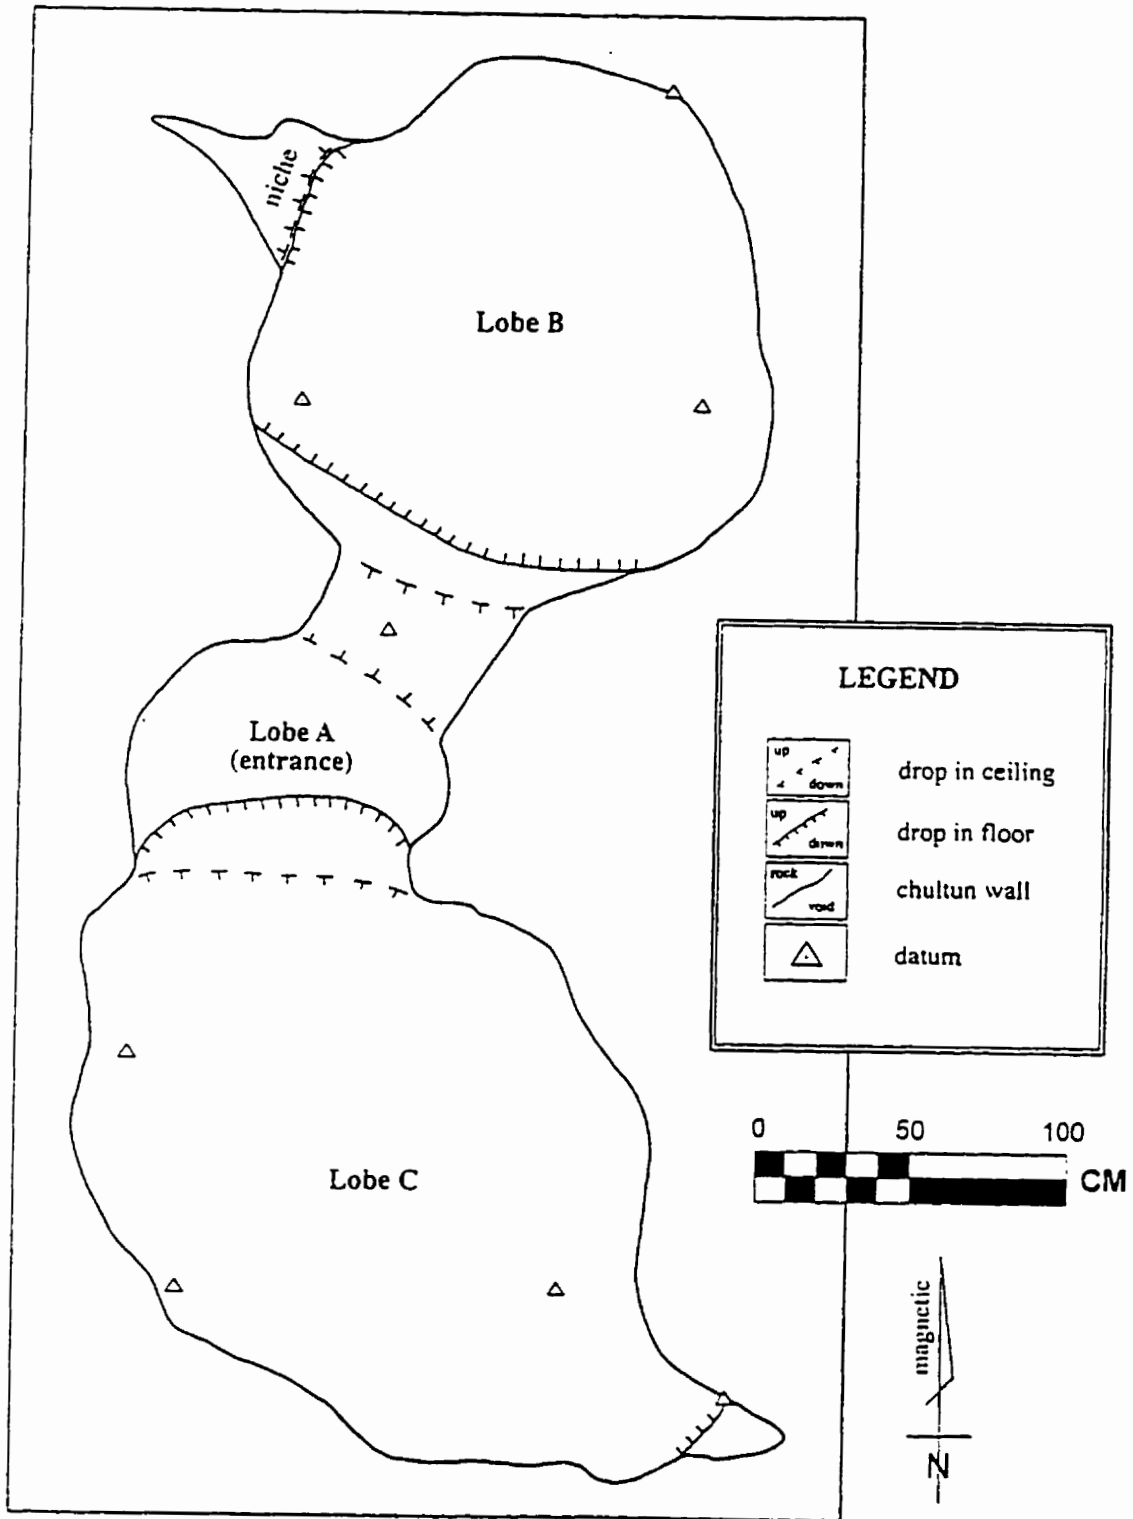 niche
Lobe B
Lobe A
(entrance)
Lobe C
LEGEND
up
down
drop in ceiling
up
down
drop in floor
rock
void
chultun wall
datum
0 50 100
CM
magnetic
N